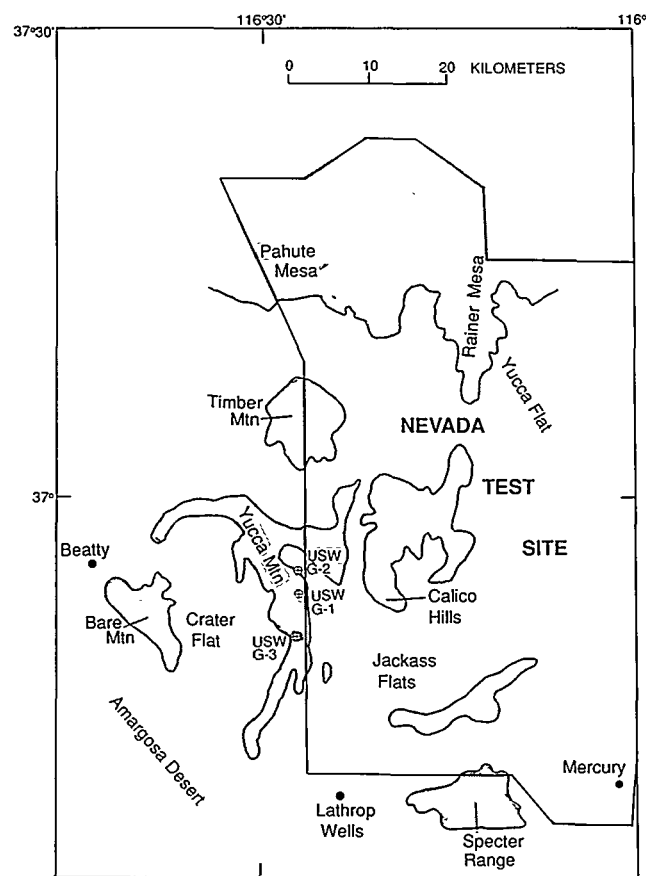 116°30'
116°
37°30'
0 10 20 KILOMETERS
Pahute
Mesa
Rainer Mesa
Yucca Flat
Timber
Mtn
NEVADA
37°
TEST
SITE
Yucca Mtn
Beatty
USW
G-2
USW
G-1
Calico
Hills
Bare
Mtn
Crater
Flat
USW
G-3
Jackass
Flats
Amargosa Desert
Mercury
Lathrop
Wells
Specter
Range